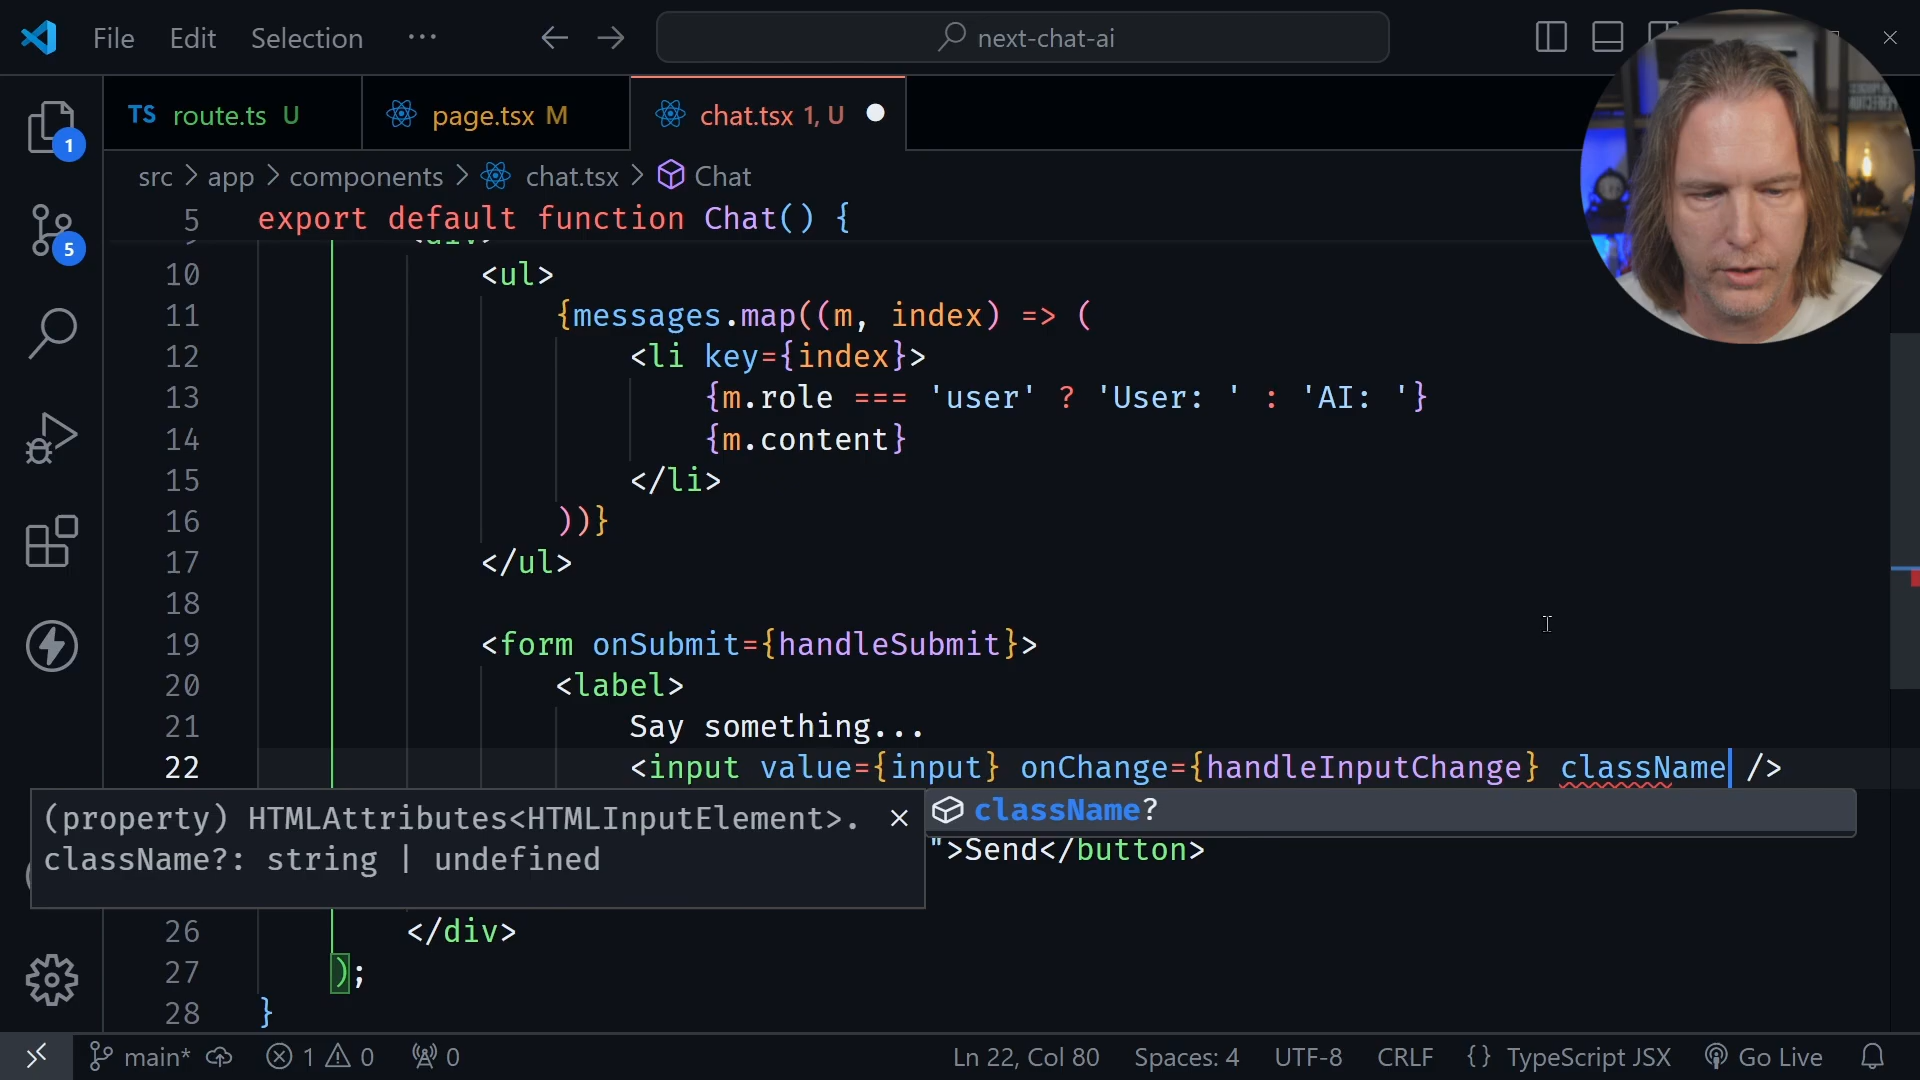 File Edit Selection ··· next-chat-ai
TS route.ts U page.tsx M chat.tsx 1, U
src > app > components > chat.tsx > Chat
5 export default function Chat() {
10 <ul>
11 {messages.map((m, index) => (
12 <li key={index}>
13 {m.role === 'user' ? 'User: ' : 'AI: '}
14 {m.content}
15 </li>
16 ))}
17 </ul>
18
19 <form onSubmit={handleSubmit}>
20 <label>
21 Say something...
22 <input value={input} onChange={handleInputChange} className />
(property) HTMLAttributes<HTMLInputElement>.
className?: string | undefined
className?
">Send</button>
26 </div>
27 );
28 }
1
5
main* 1 0 0 Ln 22, Col 80 Spaces: 4 UTF-8 CRLF {} TypeScript JSX Go Live